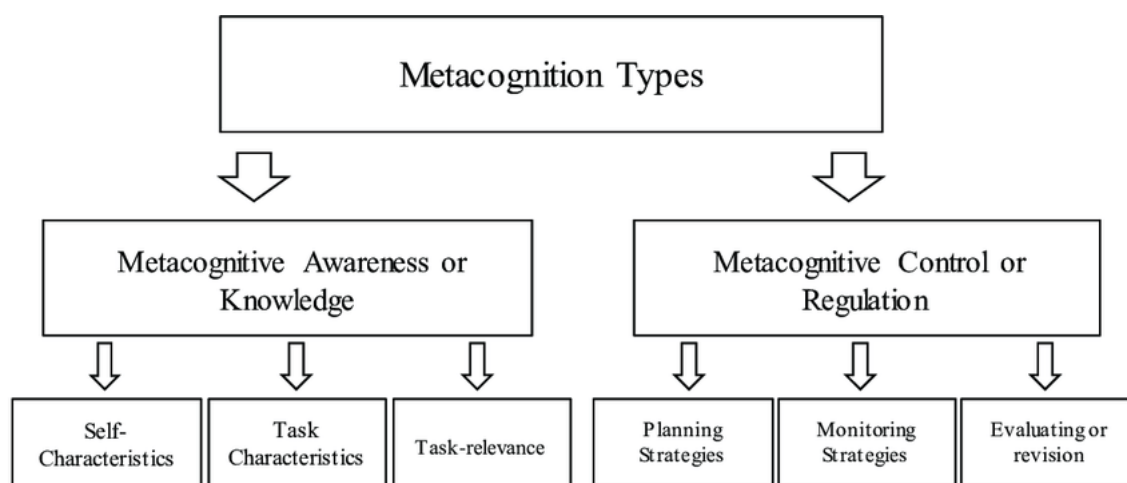 Metacognition Types
Metacognitive Awareness or
Knowledge
Metacognitive Control or
Regulation
Self-
Characteristics
Task
Characteristics
Task-relevance
Planning
Strategies
Monitoring
Strategies
Evaluating or
revision